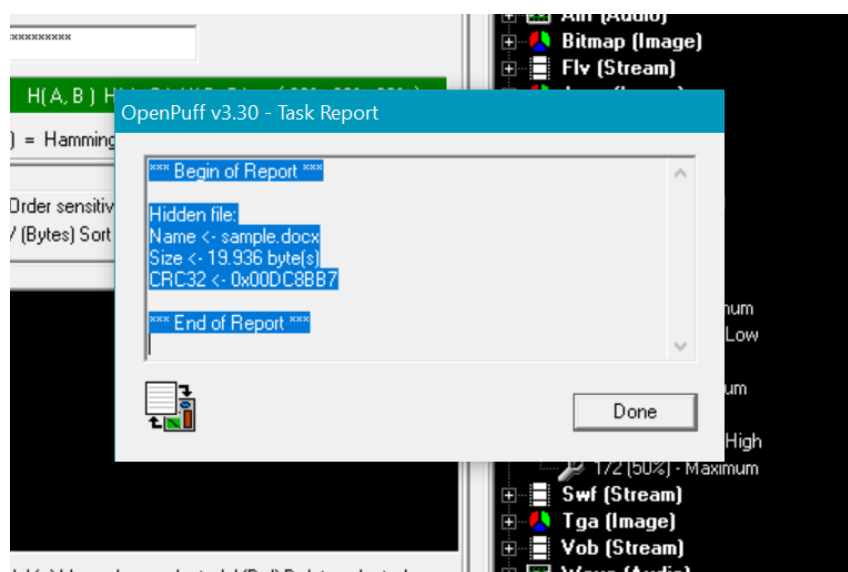 ××××××××××
H(A, B )
) = Hamming
Order sensitiv
/ (Bytes) Sort
OpenPuff v3.30 - Task Report
*** Begin of Report ***
Hidden file:
Name <- sample.docx
Size <- 19.936 byte(s)
CRC32 <- 0x00DC8BB7
*** End of Report ***
Done
(Audio)
Bitmap (Image)
Flv (Stream)
num
Low
um
High
1/2 (50%) - Maximum
Swf (Stream)
Tga (Image)
Vob (Stream)